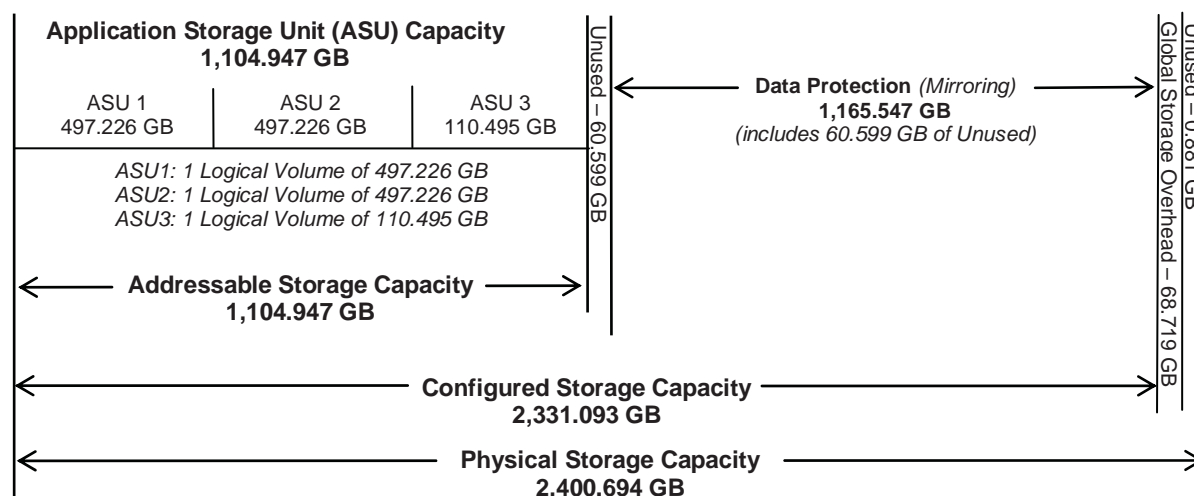 Application Storage Unit (ASU) Capacity
1,104.947 GB
ASU 1
497.226 GB
ASU 2
497.226 GB
ASU 3
110.495 GB
ASU1: 1 Logical Volume of 497.226 GB
ASU2: 1 Logical Volume of 497.226 GB
ASU3: 1 Logical Volume of 110.495 GB
Addressable Storage Capacity
1,104.947 GB
Unused – 60.599 GB
Data Protection (Mirroring)
1,165.547 GB
(includes 60.599 GB of Unused)
Global Storage Overhead – 68.719 GB
Unused – 0.881 GB
Configured Storage Capacity
2,331.093 GB
Physical Storage Capacity
2,400.694 GB